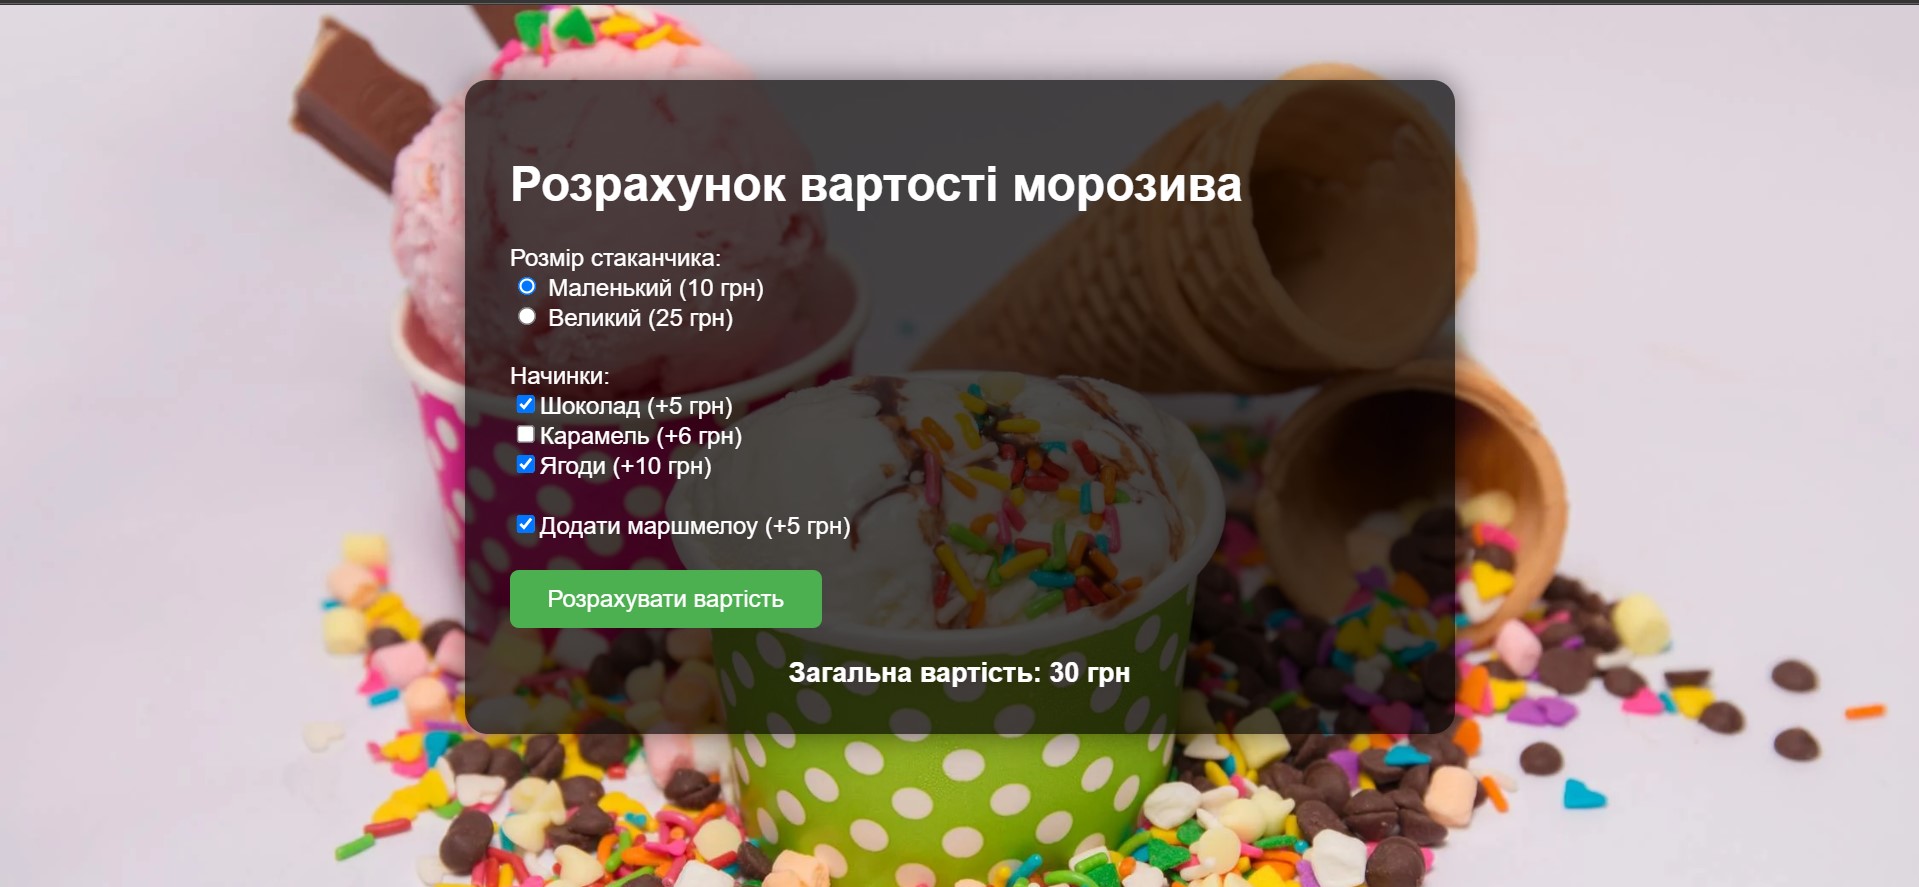 Розрахунок вартості морозива
Розмір стаканчика:
Маленький (10 грн)
Великий (25 грн)
Начинки:
Шоколад (+5 грн)
Карамель (+6 грн)
Ягоди (+10 грн)
Додати маршмелоу (+5 грн)
Розрахувати вартість
Загальна вартість: 30 грн